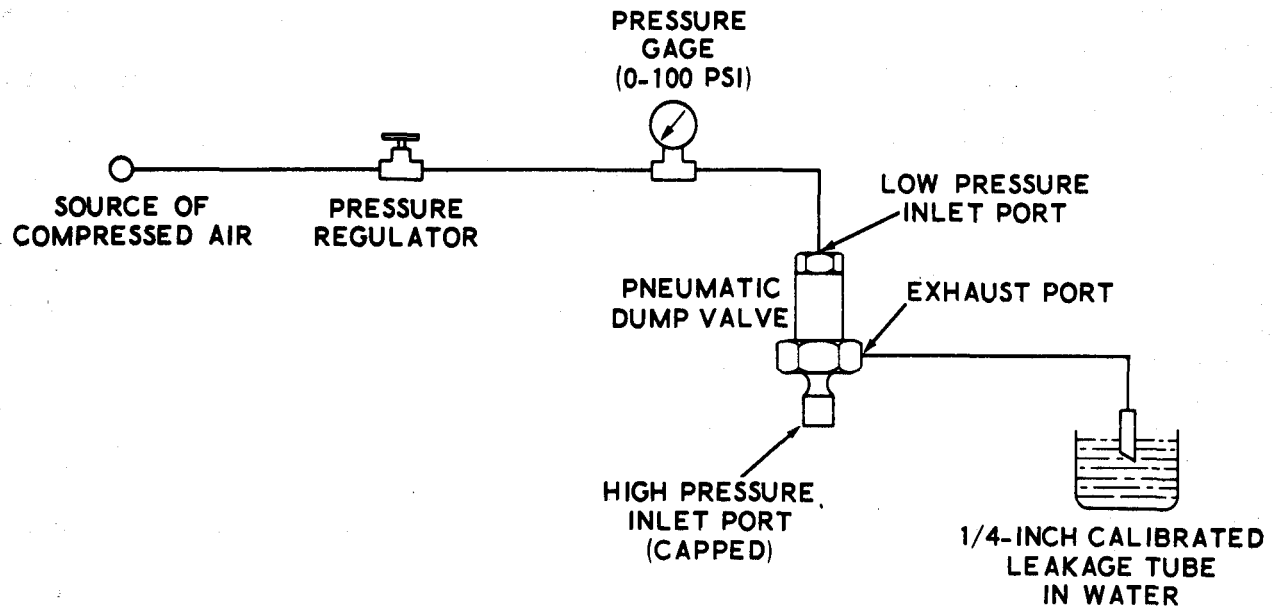 PRESSURE
GAGE
(0-100 PSI)
SOURCE OF
COMPRESSED AIR
PRESSURE
REGULATOR
LOW PRESSURE
INLET PORT
PNEUMATIC
DUMP VALVE
EXHAUST PORT
HIGH PRESSURE
INLET PORT
(CAPPED)
1/4-INCH CALIBRATED
LEAKAGE TUBE
IN WATER